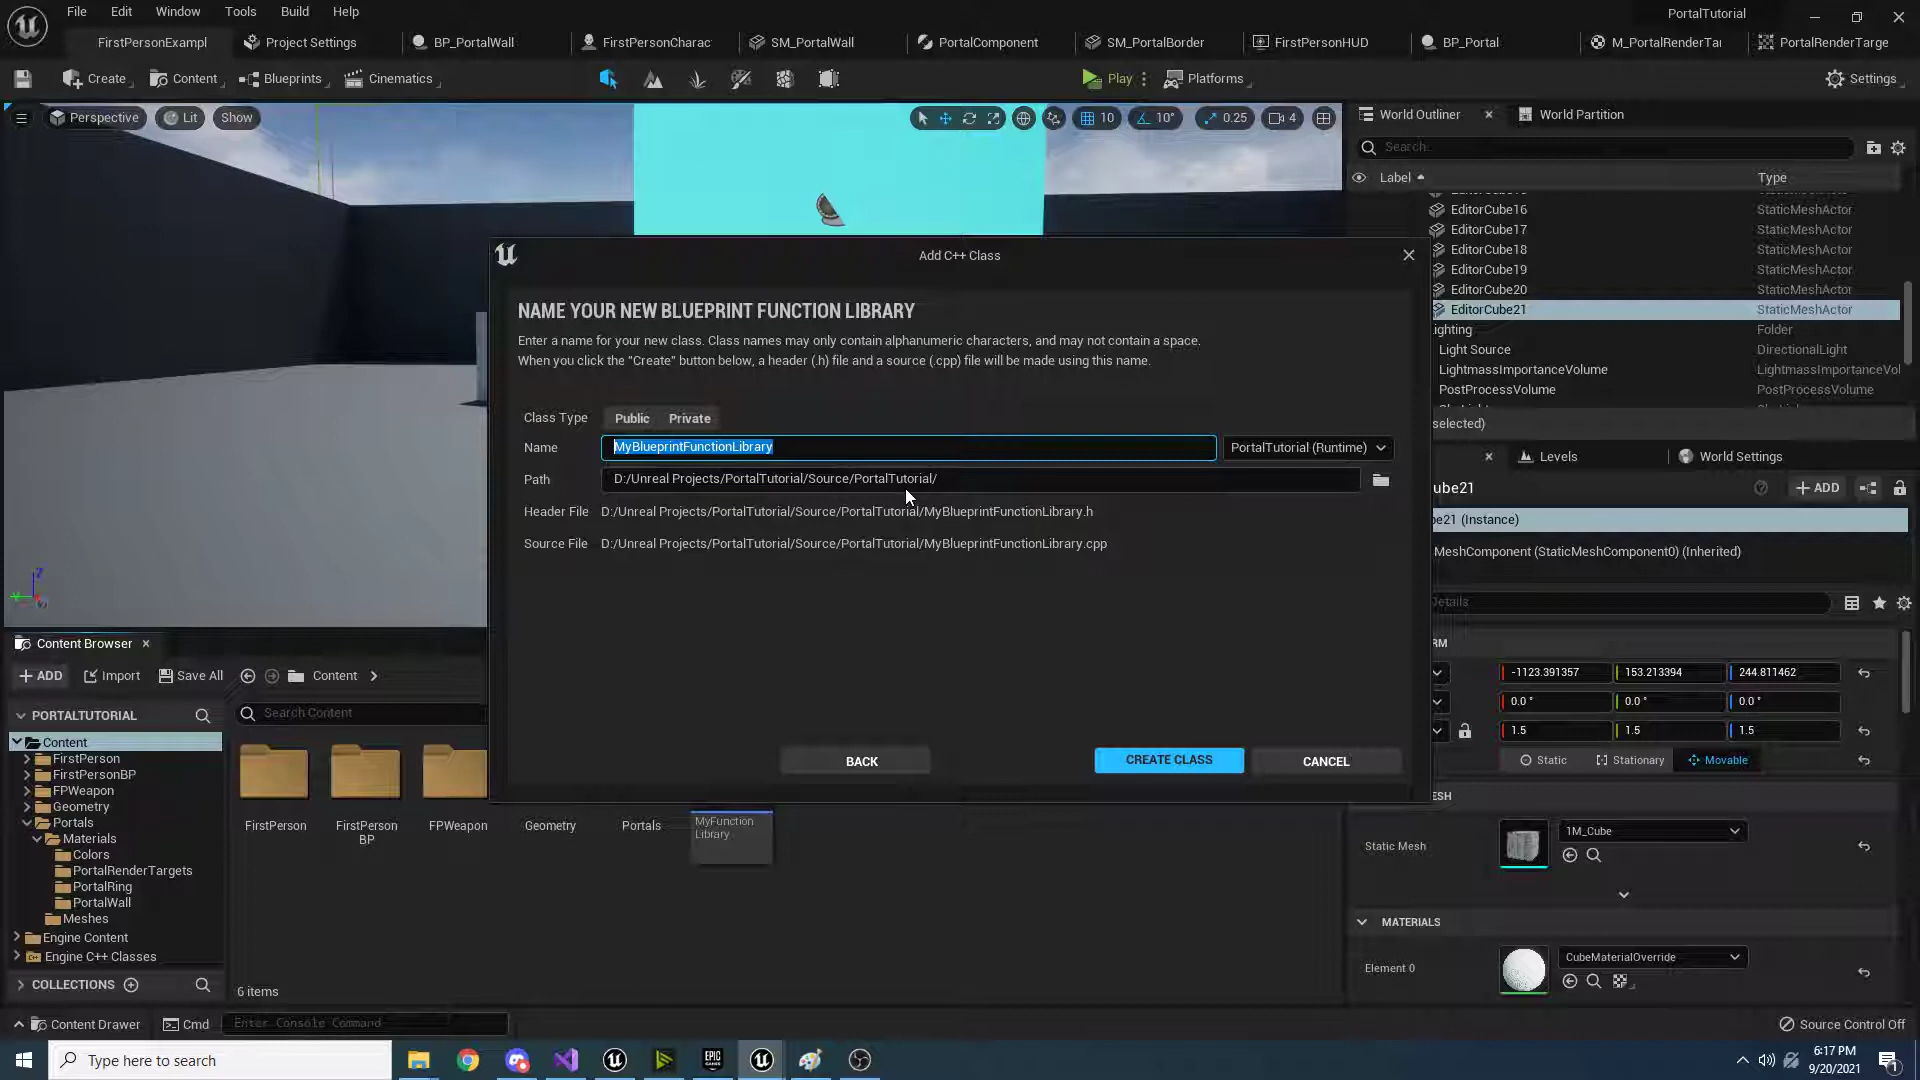 File Edit Window Tools Build Help
PortalTutorial
FirstPersonExampl Project Settings BP_PortalWall FirstPersonCharac SM_PortalWall PortalComponent SM_PortalBorder FirstPersonHUD BP_Portal M_PortalRenderTar PortalRenderTarge
Create Content Blueprints Cinematics Play Platforms Settings
Perspective Lit Show 10 10° 0.25 4
World Outliner World Partition
Search...
Label Type
EditorCube16 StaticMeshActor
EditorCube17 StaticMeshActor
EditorCube18 StaticMeshActor
EditorCube19 StaticMeshActor
EditorCube20 StaticMeshActor
EditorCube21 StaticMeshActor
ighting Folder
Light Source DirectionalLight
LightmassImportanceVolume LightmassImportanceVol
PostProcessVolume PostProcessVolume
selected)
Levels World Settings
ube21 ADD
be21 (Instance)
MeshComponent (StaticMeshComponent0) (Inherited)
Details
RM
-1123.391357 153.213394 244.811462
0.0 ° 0.0 ° 0.0 °
1.5 1.5 1.5
Static Stationary Movable
ESH
Static Mesh 1M_Cube
MATERIALS
Element 0 CubeMaterialOverride
Add C++ Class
NAME YOUR NEW BLUEPRINT FUNCTION LIBRARY
Enter a name for your new class. Class names may only contain alphanumeric characters, and may not contain a space.
When you click the "Create" button below, a header (.h) file and a source (.cpp) file will be made using this name.
Class Type Public Private
Name MyBlueprintFunctionLibrary PortalTutorial (Runtime)
Path D:/Unreal Projects/PortalTutorial/Source/PortalTutorial/
Header File D:/Unreal Projects/PortalTutorial/Source/PortalTutorial/MyBlueprintFunctionLibrary.h
Source File D:/Unreal Projects/PortalTutorial/Source/PortalTutorial/MyBlueprintFunctionLibrary.cpp
BACK CREATE CLASS CANCEL
Content Browser
ADD Import Save All Content
PORTALTUTORIAL
Search Content
Content
FirstPerson
FirstPersonBP
FPWeapon
Geometry
Portals
Materials
Colors
PortalRenderTargets
PortalRing
PortalWall
Meshes
Engine Content
Engine C++ Classes
COLLECTIONS
FirstPerson FirstPerson BP FPWeapon Geometry Portals MyFunction Library
6 items
Content Drawer Cmd Enter Console Command Source Control Off
Type here to search
EPIC GAMES
6:17 PM
9/20/2021
1